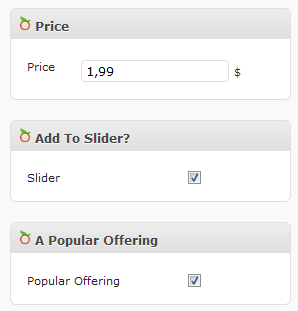 Price
Price 1,99 $
Add To Slider?
Slider
A Popular Offering
Popular Offering